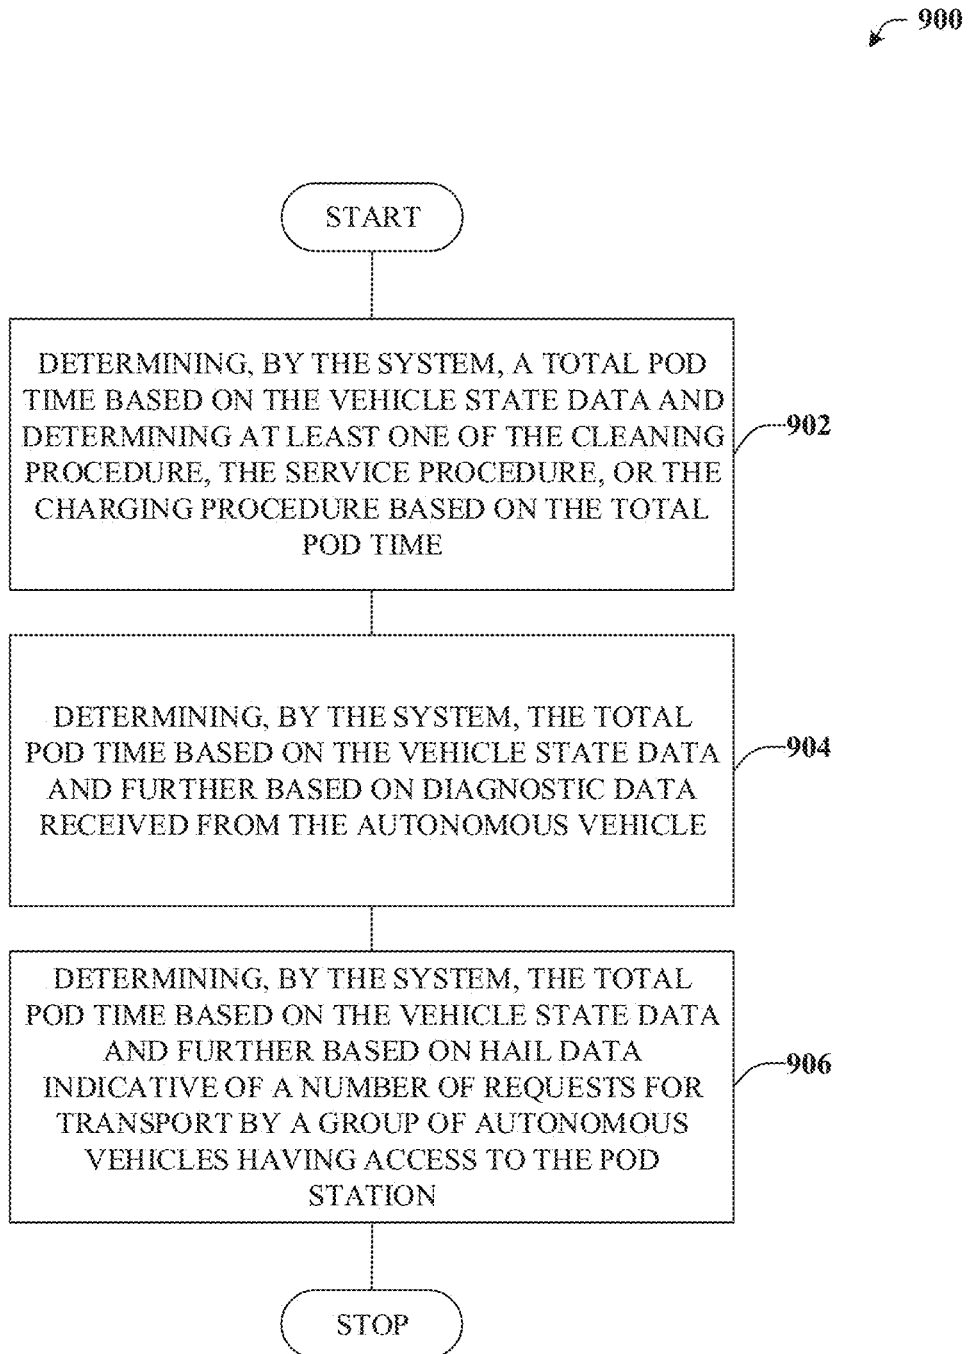 900
START
DETERMINING, BY THE SYSTEM, A TOTAL POD
TIME BASED ON THE VEHICLE STATE DATA AND
DETERMINING AT LEAST ONE OF THE CLEANING
PROCEDURE, THE SERVICE PROCEDURE, OR THE
CHARGING PROCEDURE BASED ON THE TOTAL
POD TIME
902
DETERMINING, BY THE SYSTEM, THE TOTAL
POD TIME BASED ON THE VEHICLE STATE DATA
AND FURTHER BASED ON DIAGNOSTIC DATA
RECEIVED FROM THE AUTONOMOUS VEHICLE
904
DETERMINING, BY THE SYSTEM, THE TOTAL
POD TIME BASED ON THE VEHICLE STATE DATA
AND FURTHER BASED ON HAIL DATA
INDICATIVE OF A NUMBER OF REQUESTS FOR
TRANSPORT BY A GROUP OF AUTONOMOUS
VEHICLES HAVING ACCESS TO THE POD
STATION
906
STOP